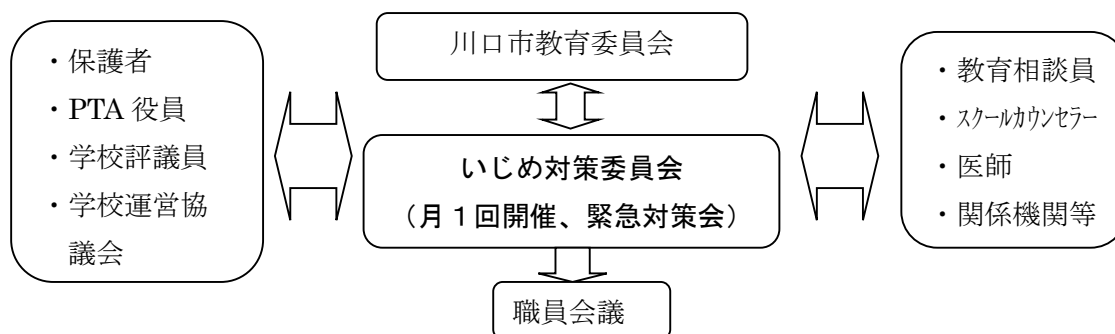 ・保護者
・PTA 役員
・学校評議員
・学校運営協
議会
川口市教育委員会
いじめ対策委員会
（月１回開催、緊急対策会）
職員会議
・教育相談員
・ｽｸｰﾙｶｳﾝｾﾗｰ
・医師
・関係機関等